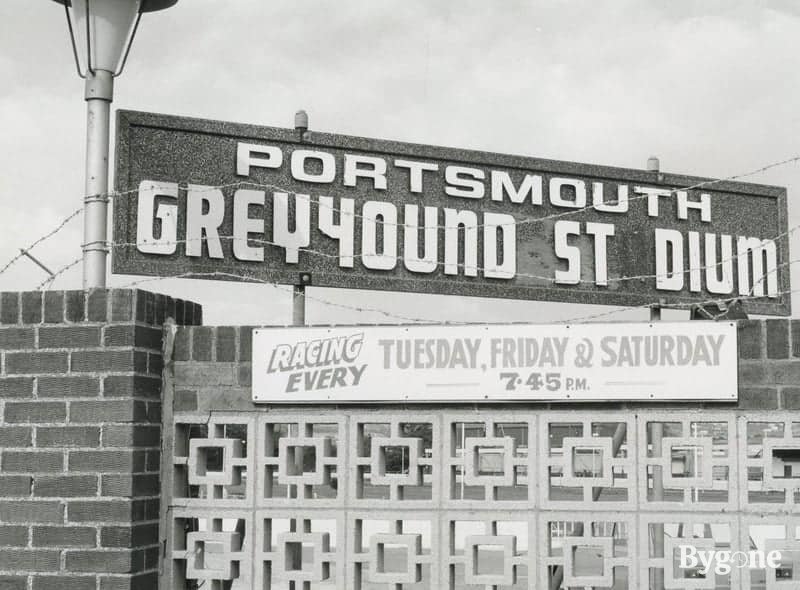 PORTSMOUTH
GREYHOUND ST DIUM
RACING EVERY
TUESDAY, FRIDAY & SATURDAY
7·45 P.M.
Bygone